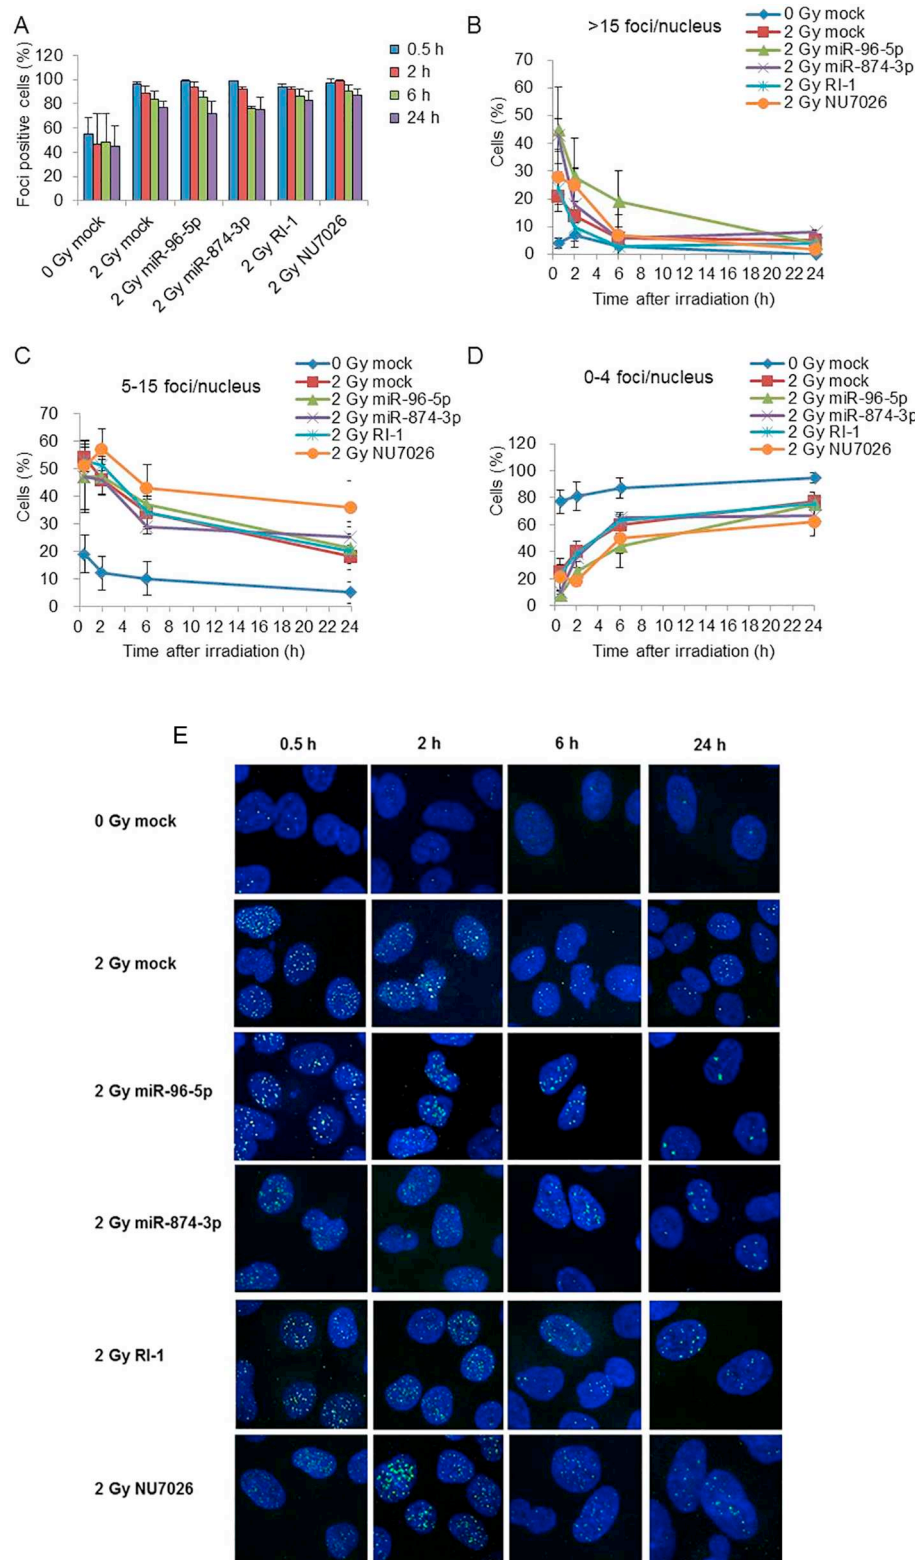 A
Foci positive cells (%)
120
100
80
60
40
20
0
0.5 h
2 h
6 h
24 h
0 Gy mock
2 Gy mock
2 Gy miR-96-5p
2 Gy miR-874-3p
2 Gy RI-1
2 Gy NU7026
B
>15 foci/nucleus
0 Gy mock
2 Gy mock
2 Gy miR-96-5p
2 Gy miR-874-3p
2 Gy RI-1
2 Gy NU7026
Cells (%)
70
60
50
40
30
20
10
0
0 2 4 6 8 10 12 14 16 18 20 22 24
Time after irradiation (h)
C
5-15 foci/nucleus
0 Gy mock
2 Gy mock
2 Gy miR-96-5p
2 Gy miR-874-3p
2 Gy RI-1
2 Gy NU7026
Cells (%)
70
60
50
40
30
20
10
0
0 2 4 6 8 10 12 14 16 18 20 22 24
Time after irradiation (h)
D
0-4 foci/nucleus
0 Gy mock
2 Gy mock
2 Gy miR-96-5p
2 Gy miR-874-3p
2 Gy RI-1
2 Gy NU7026
Cells (%)
120
100
80
60
40
20
0
0 2 4 6 8 10 12 14 16 18 20 22 24
Time after irradiation (h)
E
0.5 h 2 h 6 h 24 h
0 Gy mock
2 Gy mock
2 Gy miR-96-5p
2 Gy miR-874-3p
2 Gy RI-1
2 Gy NU7026